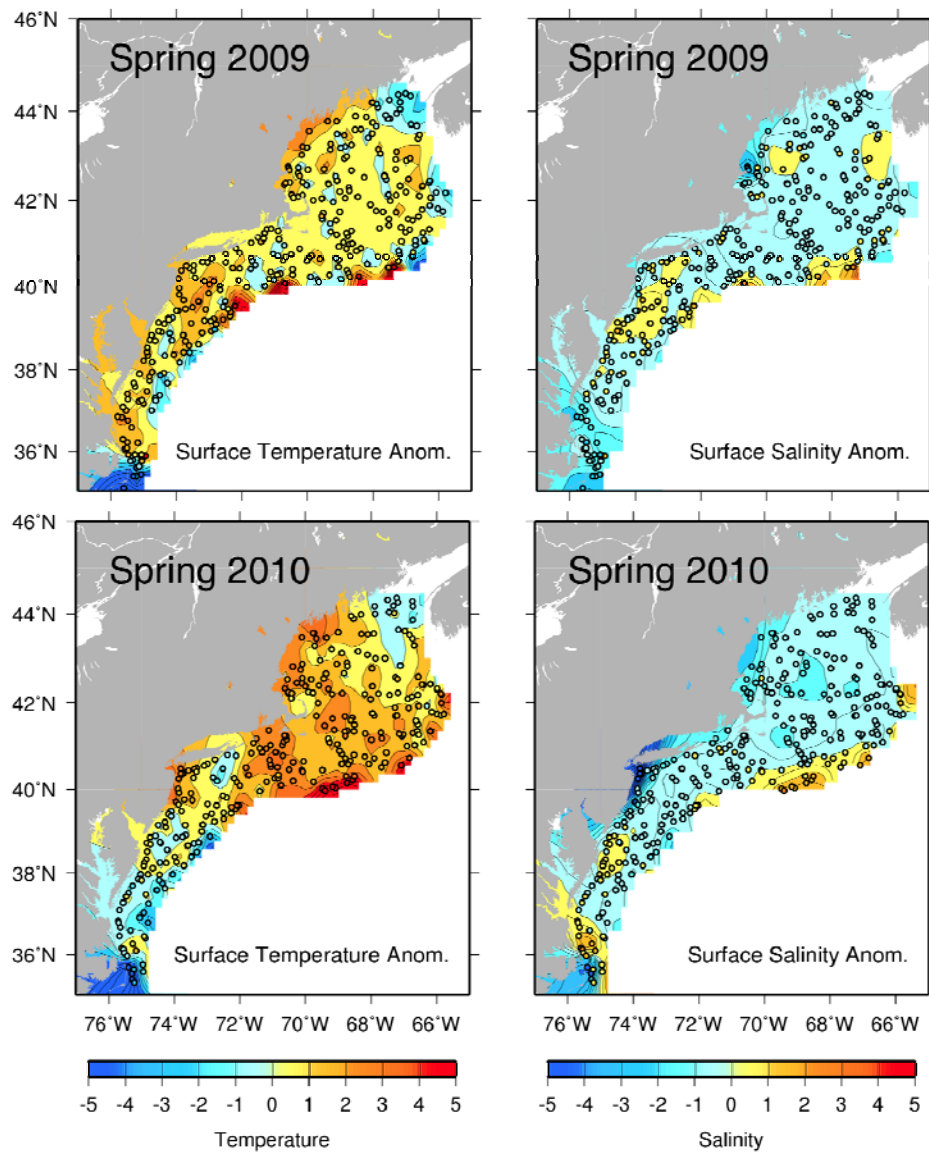 46˚N
Spring 2009
Spring 2009
44˚N
42˚N
40˚N
38˚N
36˚N
Surface Temperature Anom.
Surface Salinity Anom.
46˚N
Spring 2010
Spring 2010
44˚N
42˚N
40˚N
38˚N
36˚N
Surface Temperature Anom.
Surface Salinity Anom.
76˚W 74˚W 72˚W 70˚W 68˚W 66˚W
76˚W 74˚W 72˚W 70˚W 68˚W 66˚W
-5 -4 -3 -2 -1 0 1 2 3 4 5
-5 -4 -3 -2 -1 0 1 2 3 4 5
Temperature
Salinity